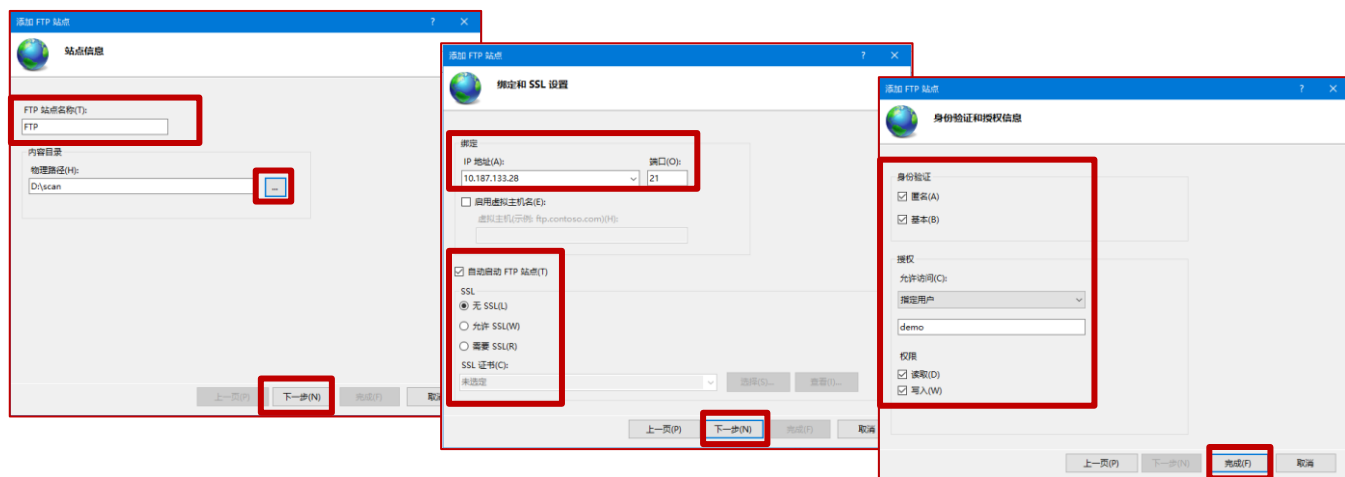 添加 FTP 站点
站点信息
FTP 站点名称(T):
FTP
内容目录
物理路径(H):
D:\scan
...
上一页(P) 下一步(N) 完成(F)
添加 FTP 站点
绑定和 SSL 设置
绑定
IP 地址(A): 端口(O):
10.187.133.28 21
启用虚拟主机名(E):
虚拟主机(示例: ftp.contoso.com)(H):
自动启动 FTP 站点(T)
SSL
无 SSL(L)
允许 SSL(W)
需要 SSL(R)
SSL 证书(C):
未选定 选择(S)... 查看(I)...
上一页(P) 下一步(N) 完成(F) 取消
添加 FTP 站点
身份验证和授权信息
身份验证
匿名(A)
基本(B)
授权
允许访问(C):
指定用户
demo
权限
读取(D)
写入(W)
上一页(P) 下一步(N) 完成(F) 取消